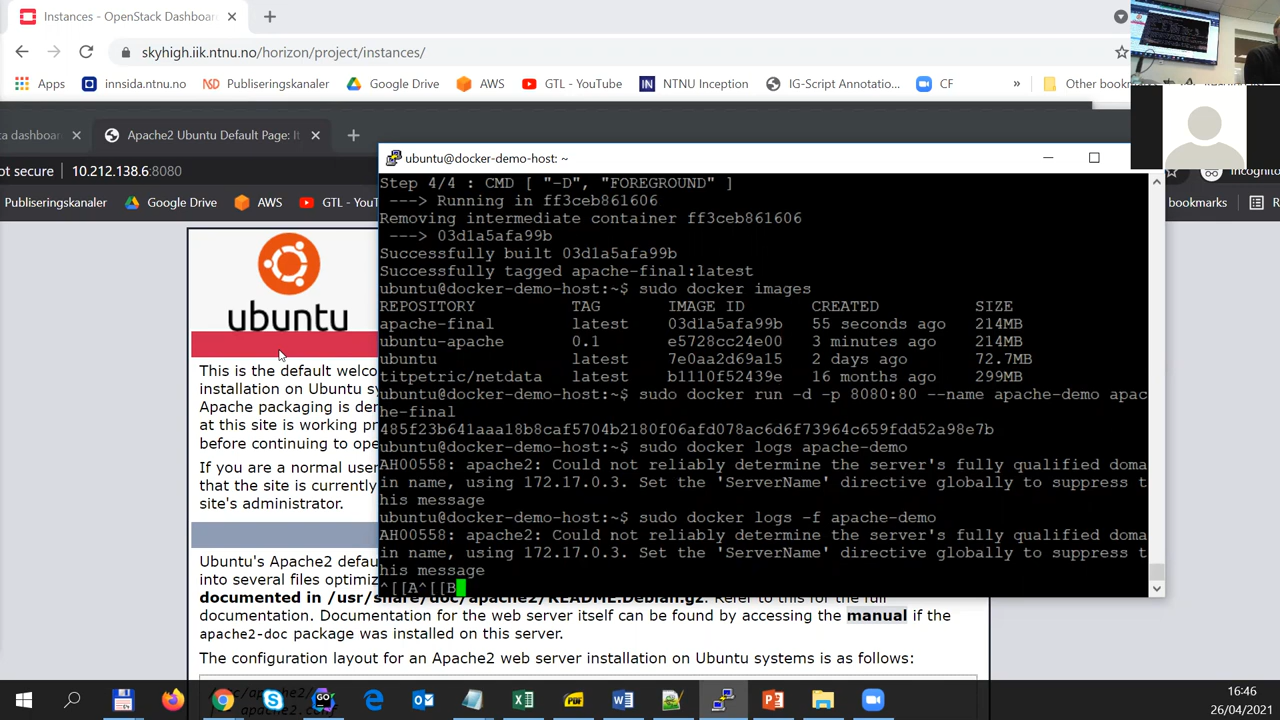 Instances - OpenStack Dashboa
skyhigh.iik.ntnu.no/horizon/project/instances/
Apps innsida.ntnu.no Publiseringskanaler Google Drive AWS GTL - YouTube NTNU Inception IG-Script Annotatio... CF » Other book
ta dashboar Apache2 Ubuntu Default Page: It
ot secure 10.212.138.6:8080
Incognito
Publiseringskanaler Google Drive AWS GTL - YouT
bookmarks
ubuntu@docker-demo-host: ~
Step 4/4 : CMD [ "-D", "FOREGROUND" ]
---> Running in ff3ceb861606
Removing intermediate container ff3ceb861606
---> 03d1a5afa99b
Successfully built 03d1a5afa99b
Successfully tagged apache-final:latest
ubuntu@docker-demo-host:~$ sudo docker images
REPOSITORY TAG IMAGE ID CREATED SIZE
apache-final latest 03d1a5afa99b 55 seconds ago 214MB
ubuntu-apache 0.1 e5728cc24e00 3 minutes ago 214MB
ubuntu latest 7e0aa2d69a15 2 days ago 72.7MB
titpetric/netdata latest b1110f52439e 16 months ago 299MB
ubuntu@docker-demo-host:~$ sudo docker run -d -p 8080:80 --name apache-demo apac
he-final
485f23b641aaa18b8caf5704b2180f06afd078ac6d6f73964c659fdd52a98e7b
ubuntu@docker-demo-host:~$ sudo docker logs apache-demo
AH00558: apache2: Could not reliably determine the server's fully qualified doma
in name, using 172.17.0.3. Set the 'ServerName' directive globally to suppress t
his message
ubuntu@docker-demo-host:~$ sudo docker logs -f apache-demo
AH00558: apache2: Could not reliably determine the server's fully qualified doma
in name, using 172.17.0.3. Set the 'ServerName' directive globally to suppress t
his message
^[[A^[[B
ubuntu
This is the default welco
installation on Ubuntu sy
Apache packaging is der
at this site is working pr
before continuing to ope
If you are a normal user
that the site is currently
site's administrator.
Ubuntu's Apache2 defau
into several files optimiz
documented in /usr/share/doc/apache2/README.Debian.gz. Refer to this for the full
documentation. Documentation for the web server itself can be found by accessing the manual if the
apache2-doc package was installed on this server.
The configuration layout for an Apache2 web server installation on Ubuntu systems is as follows:
16:46
26/04/2021